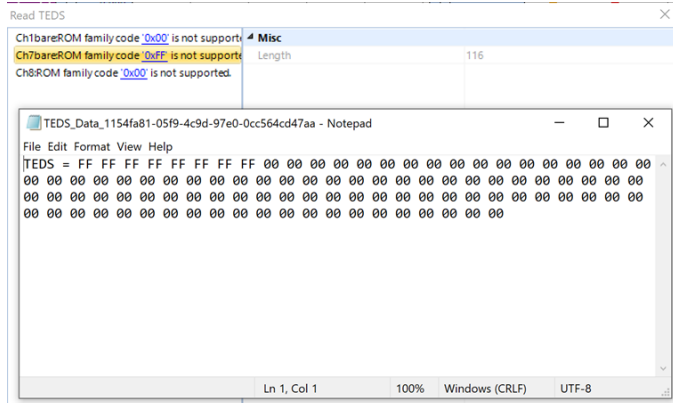 Read TEDS
Ch1bare:ROM family code '0x00' is not supporte
Misc
Ch7bare:ROM family code '0xFF' is not supporte
Length 116
Ch8:ROM family code '0x00' is not supported.
TEDS_Data_1154fa81-05f9-4c9d-97e0-0cc564cd47aa - Notepad
File Edit Format View Help
TEDS = FF FF FF FF FF FF FF FF 00 00 00 00 00 00 00 00 00 00 00 00 00 00 00 00 00
00 00 00 00 00 00 00 00 00 00 00 00 00 00 00 00 00 00 00 00 00 00 00 00 00 00 00
00 00 00 00 00 00 00 00 00 00 00 00 00 00 00 00 00 00 00 00 00 00 00 00 00 00 00
00 00 00 00 00 00 00 00 00 00 00 00 00 00 00 00 00 00 00 00 00
Ln 1, Col 1 100% Windows (CRLF) UTF-8